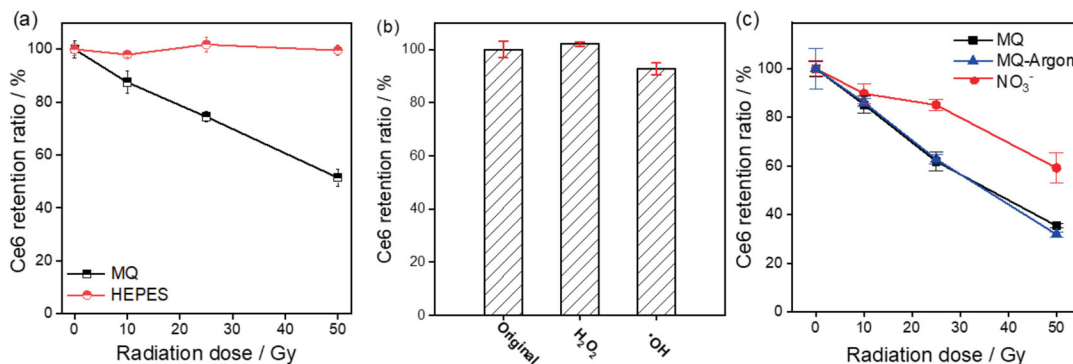 (a)
Ce6 retention ratio / %
100
80
60
40
20
0
MQ
HEPES
0 10 20 30 40 50
Radiation dose / Gy
(b)
Ce6 retention ratio / %
100
80
60
40
20
0
Original
H₂O₂
·OH
(c)
Ce6 retention ratio / %
100
80
60
40
20
0
MQ
MQ-Argon
NO₃⁻
0 10 20 30 40 50
Radiation dose / Gy